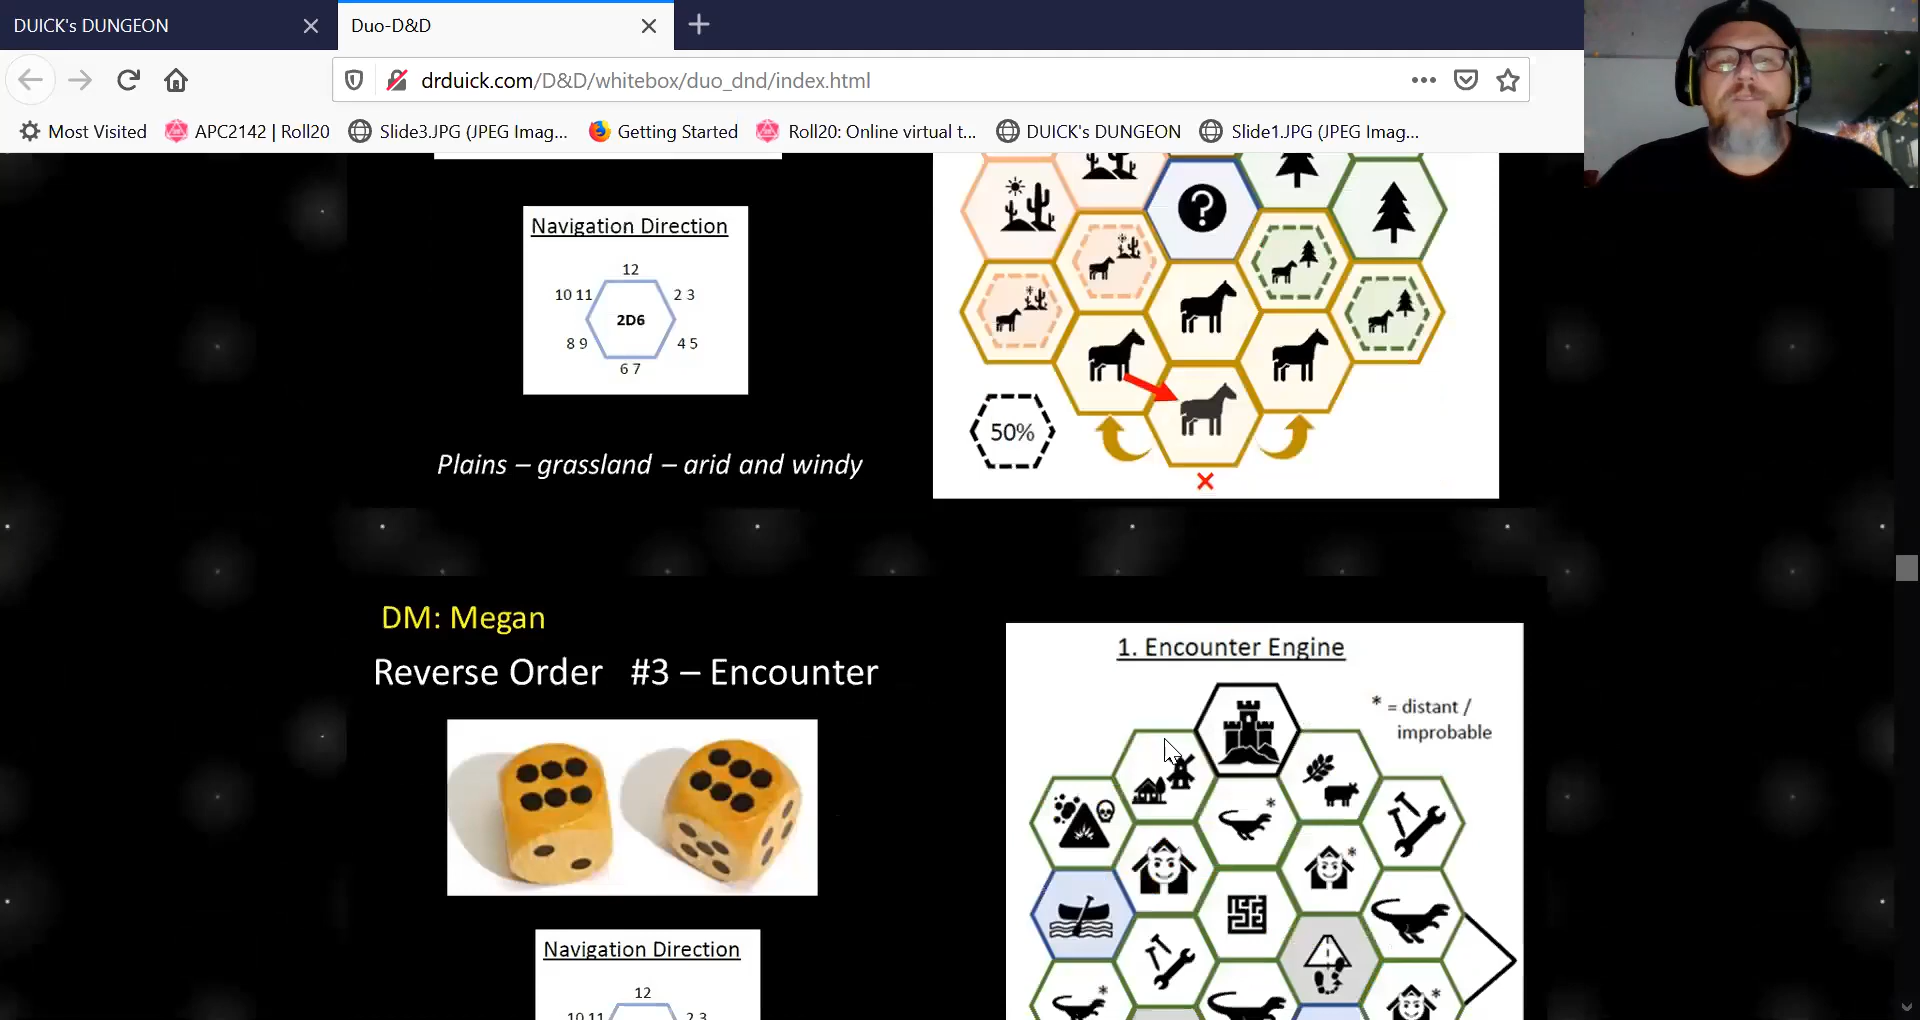 DUICK's DUNGEON
Duo-D&D
drduick.com/D&D/whitebox/duo_dnd/index.html
Most Visited
APC2142 | Roll20
Slide3.JPG (JPEG Imag...
Getting Started
Roll20: Online virtual t...
DUICK's DUNGEON
Slide1.JPG (JPEG Imag...
Navigation Direction
12
10 11
2 3
2D6
8 9
4 5
6 7
Plains – grassland – arid and windy
?
50%
DM: Megan
Reverse Order #3 – Encounter
Navigation Direction
12
10 11
2 3
1. Encounter Engine
* = distant /
improbable
*
*
*
*